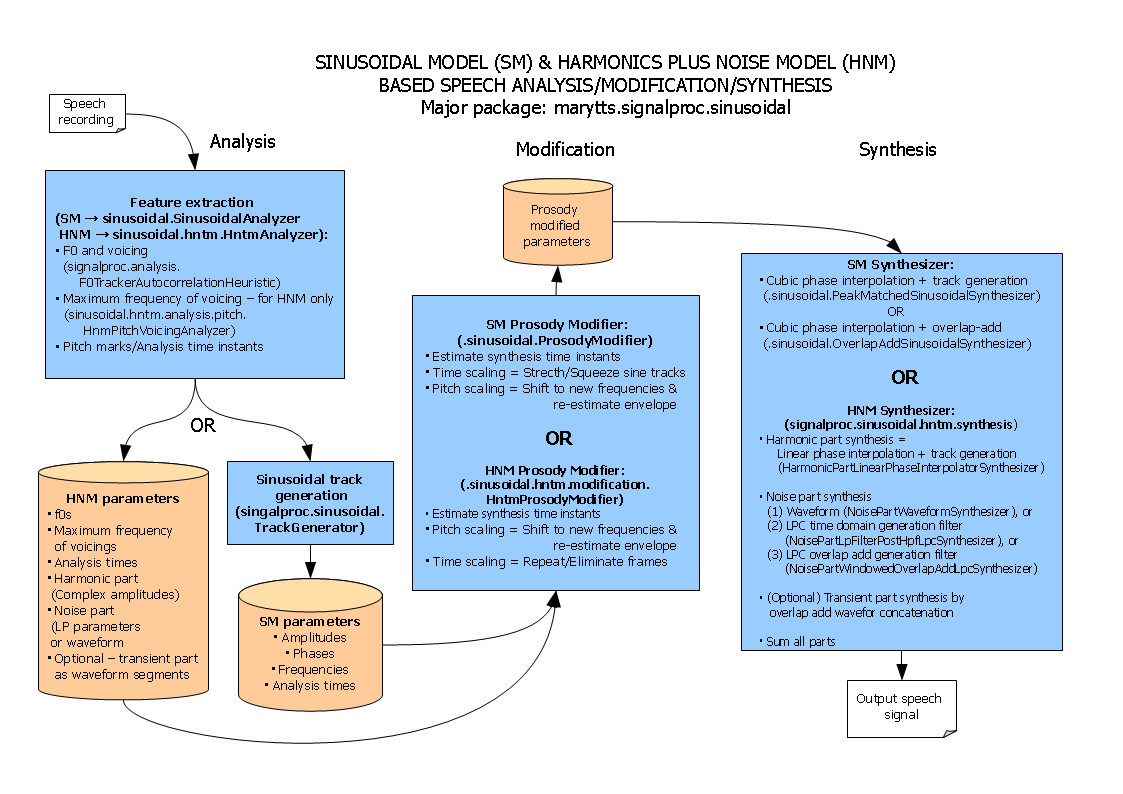 SINUSOIDAL MODEL (SM) & HARMONICS PLUS NOISE MODEL (HNM)
BASED SPEECH ANALYSIS/MODIFICATION/SYNTHESIS
Major package: marytts.signalproc.sinusoidal
Speech
recording
Analysis
Feature extraction
(SM → sinusoidal.SinusoidalAnalyzer
HNM → sinusoidal.hntm.HntmAnalyzer):
• F0 and voicing
(signalproc.analysis.
F0TrackerAutocorrelationHeuristic)
• Maximum frequency of voicing – for HNM only
(sinusoidal.hntm.analysis.pitch.
HnmPitchVoicingAnalyzer)
• Pitch marks/Analysis time instants
OR
HNM parameters
• f0s
• Maximum frequency
of voicings
• Analysis times
• Harmonic part
(Complex amplitudes)
• Noise part
(LP parameters
or waveform
• Optional – transient part
as waveform segments
Sinusoidal track
generation
(singalproc.sinusoidal.
TrackGenerator)
SM parameters
• Amplitudes
• Phases
• Frequencies
• Analysis times
Modification
Prosody
modified
parameters
SM Prosody Modifier:
(.sinusoidal.ProsodyModifier)
• Estimate synthesis time instants
• Time scaling = Strecth/Squeeze sine tracks
• Pitch scaling = Shift to new frequencies &
re-estimate envelope
OR
HNM Prosody Modifier:
(.sinusoidal.hntm.modification.
HntmProsodyModifier)
• Estimate synthesis time instants
• Pitch scaling = Shift to new frequencies &
re-estimate envelope
• Time scaling = Repeat/Eliminate frames
Synthesis
SM Synthesizer:
• Cubic phase interpolation + track generation
(.sinusoidal.PeakMatchedSinusoidalSynthesizer)
OR
• Cubic phase interpolation + overlap-add
(.sinusoidal.OverlapAddSinusoidalSynthesizer)
OR
HNM Synthesizer:
(signalproc.sinusoidal.hntm.synthesis)
• Harmonic part synthesis =
Linear phase interpolation + track generation
(HarmonicPartLinearPhaseInterpolatorSynthesizer)
• Noise part synthesis
(1) Waveform (NoisePartWaveformSynthesizer), or
(2) LPC time domain generation filter
(NoisePartLpFilterPostHpfLpcSynthesizer), or
(3) LPC overlap add generation filter
(NoisePartWindowedOverlapAddLpcSynthesizer)
• (Optional) Transient part synthesis by
overlap add wavefor concatenation
• Sum all parts
Output speech
signal